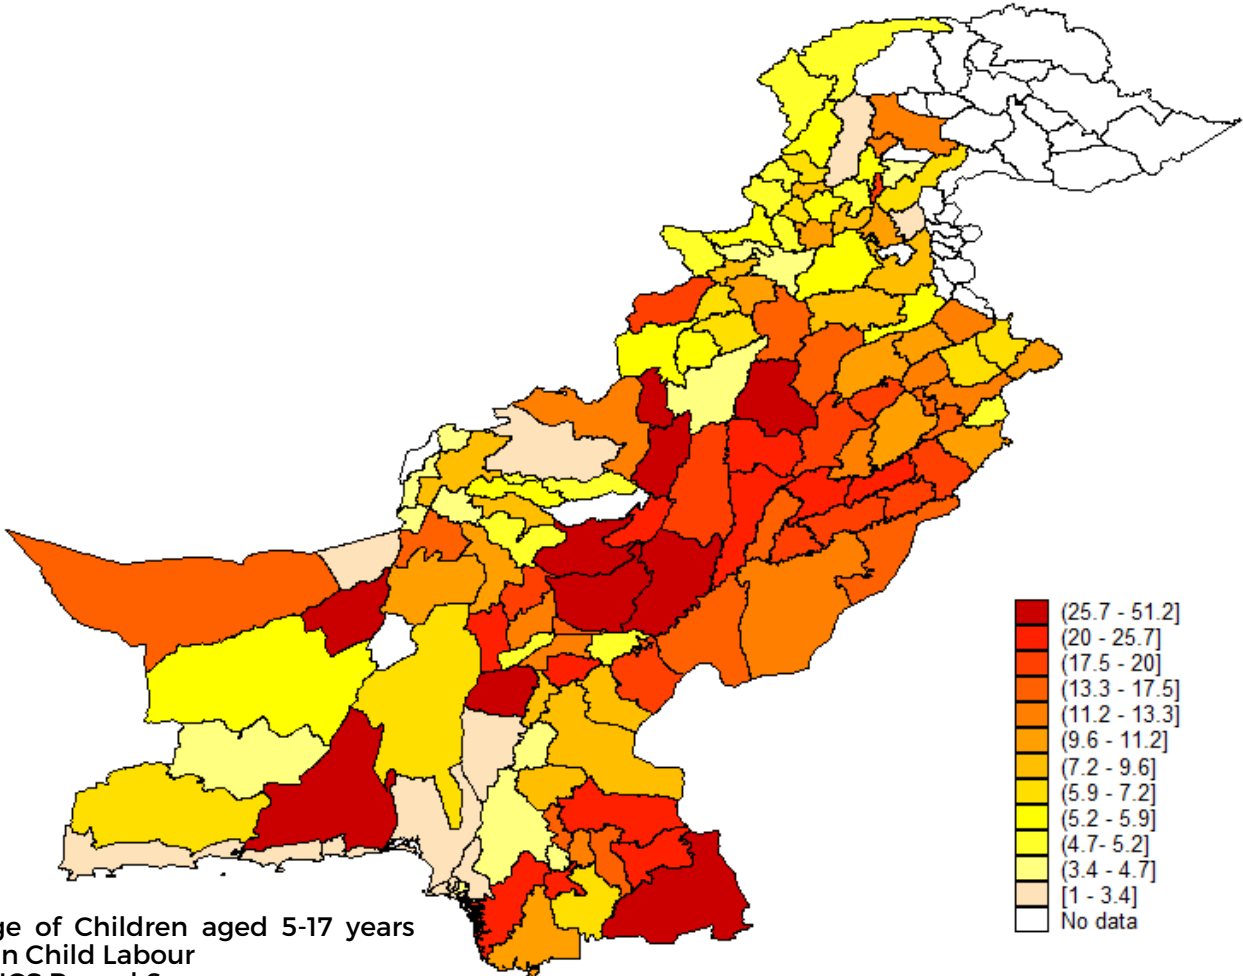 (25.7 - 51.2]
(20 - 25.7]
(17.5 - 20]
(13.3 - 17.5]
(11.2 - 13.3]
(9.6 - 11.2]
(7.2 - 9.6]
(5.9 - 7.2]
(5.2 - 5.9]
(4.7- 5.2]
(3.4 - 4.7]
[1 - 3.4]
No data
ge of Children aged 5-17 years
n Child Labour